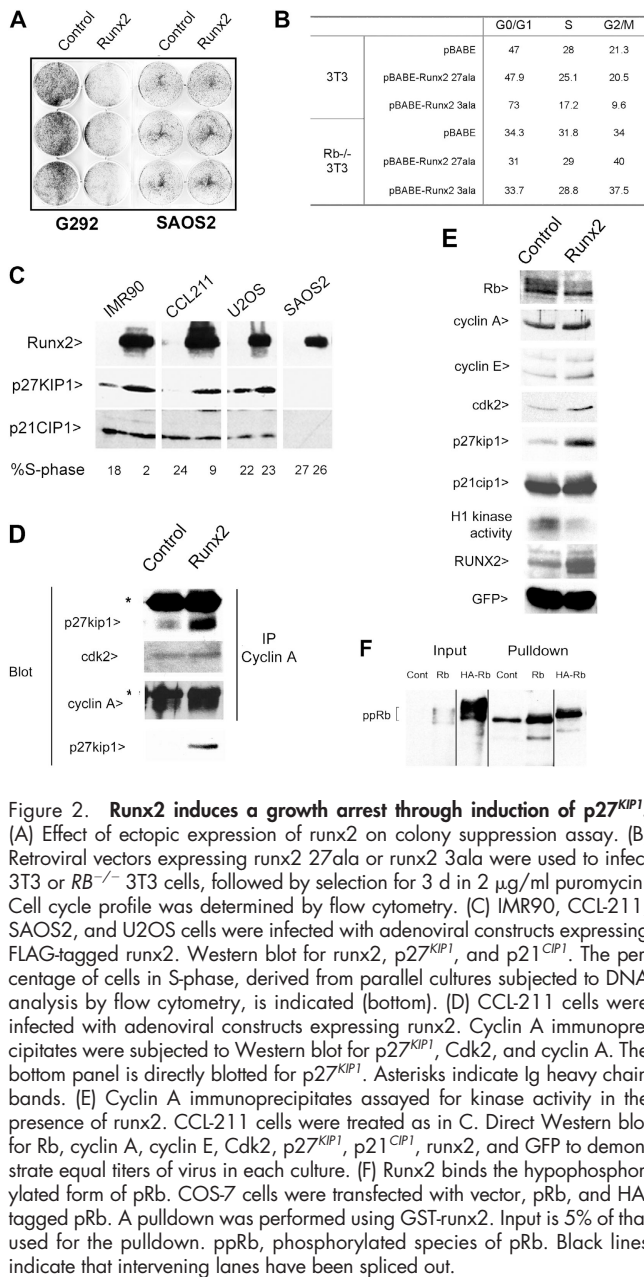 A
Control Runx2 Control Runx2
G292 SAOS2
B
G0/G1 S G2/M
3T3
pBABE 47 28 21.3
pBABE-Runx2 27ala 47.9 25.1 20.5
pBABE-Runx2 3ala 73 17.2 9.6
Rb-/- 3T3
pBABE 34.3 31.8 34
pBABE-Runx2 27ala 31 29 40
pBABE-Runx2 3ala 33.7 28.8 37.5
C
IMR90 CCL211 U2OS SAOS2
Runx2>
p27KIP1>
p21CIP1>
%S-phase 18 2 24 9 22 23 27 26
D
Control Runx2
*
p27kip1>
cdk2>
*
cyclin A>
p27kip1>
Blot
IP
Cyclin A
E
Control Runx2
Rb>
cyclin A>
cyclin E>
cdk2>
p27kip1>
p21cip1>
H1 kinase
activity
RUNX2>
GFP>
F
Input Pulldown
Cont Rb HA-Rb Cont Rb HA-Rb
ppRb
Figure 2. Runx2 induces a growth arrest through induction of p27KIP1
(A) Effect of ectopic expression of runx2 on colony suppression assay. (B
Retroviral vectors expressing runx2 27ala or runx2 3ala were used to infec
3T3 or RB−/− 3T3 cells, followed by selection for 3 d in 2 μg/ml puromycin
Cell cycle profile was determined by flow cytometry. (C) IMR90, CCL-211
SAOS2, and U2OS cells were infected with adenoviral constructs expressing
FLAG-tagged runx2. Western blot for runx2, p27KIP1, and p21CIP1. The per
centage of cells in S-phase, derived from parallel cultures subjected to DNA
analysis by flow cytometry, is indicated (bottom). (D) CCL-211 cells were
infected with adenoviral constructs expressing runx2. Cyclin A immunopre
cipitates were subjected to Western blot for p27KIP1, Cdk2, and cyclin A. The
bottom panel is directly blotted for p27KIP1. Asterisks indicate Ig heavy chain
bands. (E) Cyclin A immunoprecipitates assayed for kinase activity in the
presence of runx2. CCL-211 cells were treated as in C. Direct Western blo
for Rb, cyclin A, cyclin E, Cdk2, p27KIP1, p21CIP1, runx2, and GFP to demon
strate equal titers of virus in each culture. (F) Runx2 binds the hypophosphor
ylated form of pRb. COS-7 cells were transfected with vector, pRb, and HA
tagged pRb. A pulldown was performed using GST-runx2. Input is 5% of tha
used for the pulldown. ppRb, phosphorylated species of pRb. Black lines
indicate that intervening lanes have been spliced out.